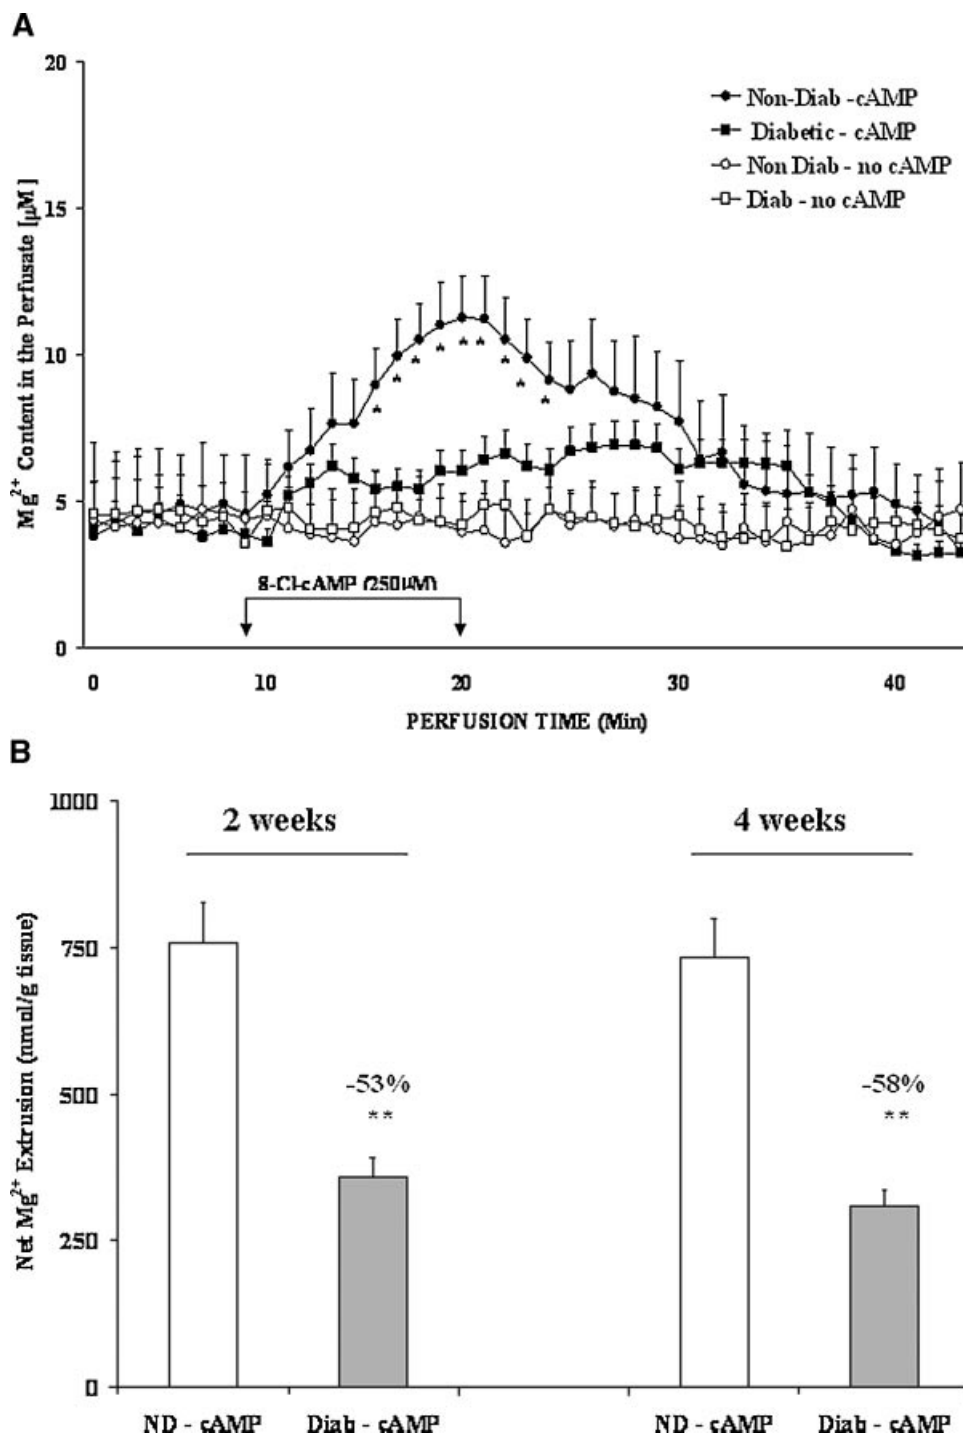 A
20
15
10
5
0
Mg2+ Content in the Perfusate [µM]
Non-Diab -cAMP
Diabetic - cAMP
Non Diab - no cAMP
Diab - no cAMP
* * * * * * * * *
8-Cl-cAMP (250µM)
0 10 20 30 40
PERFUSION TIME (Min)
B
1000
750
500
250
0
Net Mg2+ Extrusion (nmol/g tissue)
2 weeks
4 weeks
-53%
**
-58%
**
ND - cAMP Diab - cAMP ND - cAMP Diab - cAMP